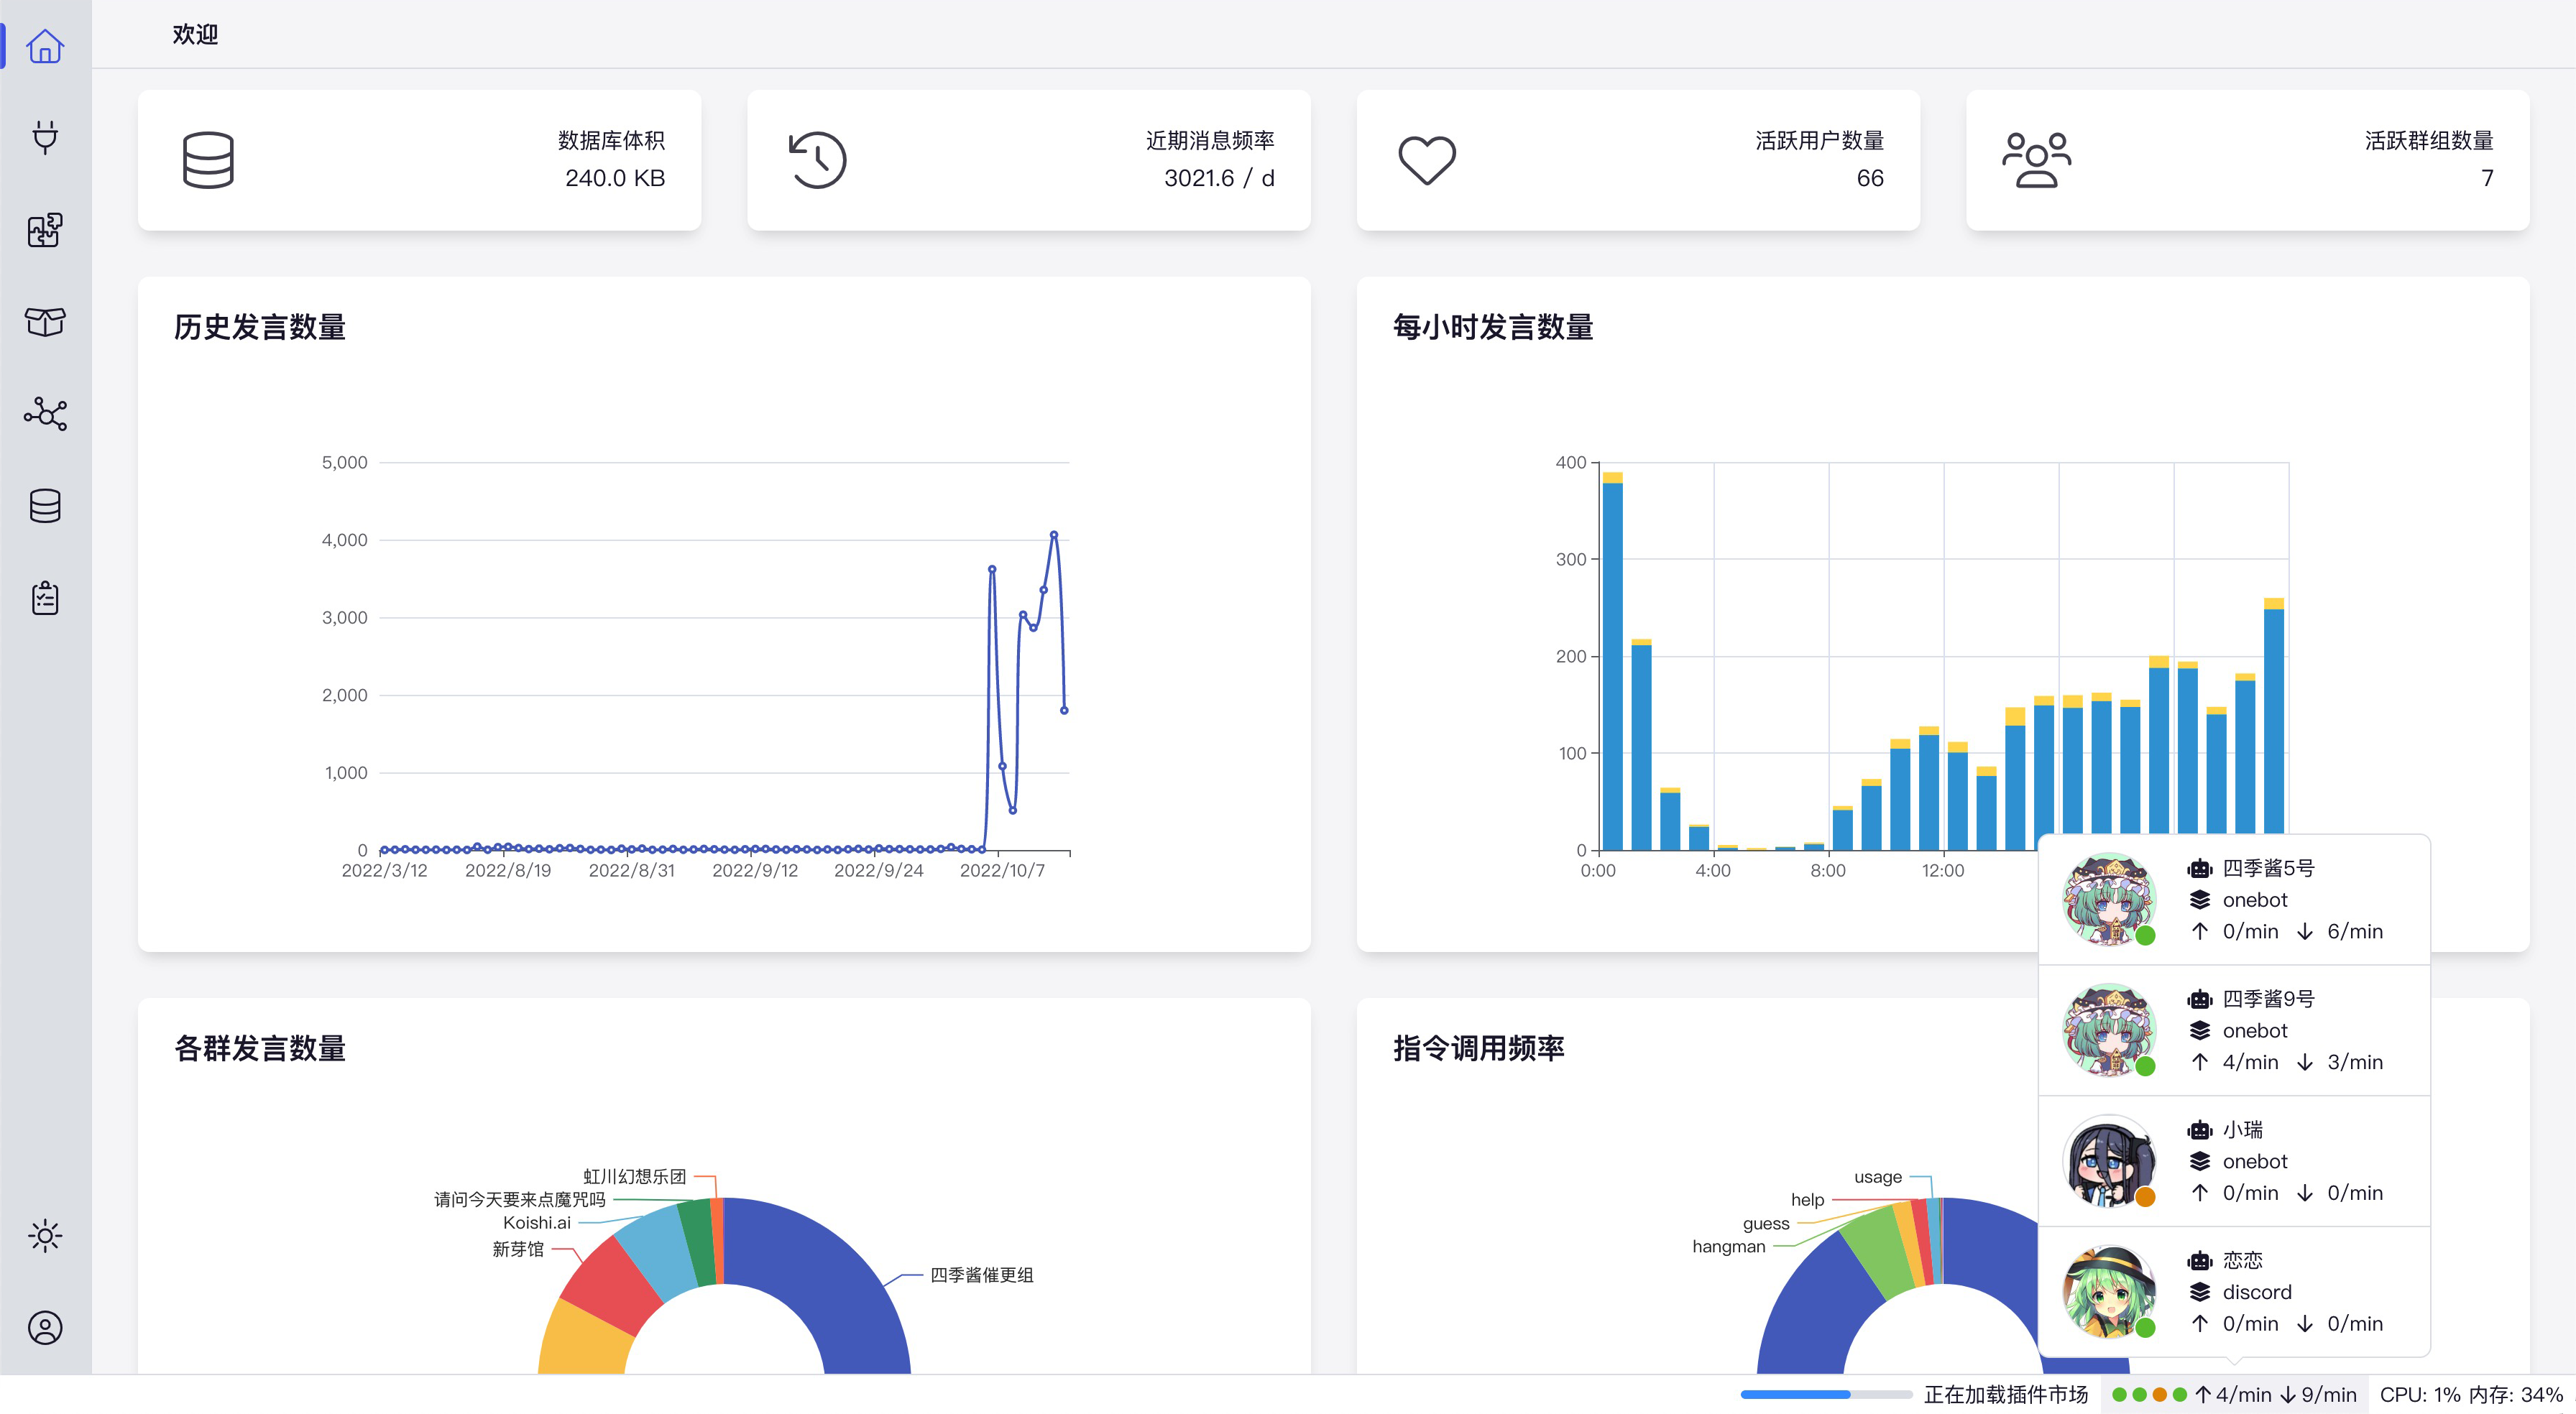 欢迎
数据库体积
240.0 KB
近期消息频率
3021.6 / d
活跃用户数量
66
活跃群组数量
7
历史发言数量
5,000
4,000
3,000
2,000
1,000
0
2022/3/12 2022/8/19 2022/8/31 2022/9/12 2022/9/24 2022/10/7
每小时发言数量
400
300
200
100
0
0:00 4:00 8:00 12:00
各群发言数量
虹川幻想乐团
请问今天要来点魔咒吗
Koishi.ai
新芽馆
四季酱催更组
指令调用频率
usage
help
guess
hangman
四季酱5号
onebot
↑ 0/min ↓ 6/min
四季酱9号
onebot
↑ 4/min ↓ 3/min
小瑞
onebot
↑ 0/min ↓ 0/min
恋恋
discord
↑ 0/min ↓ 0/min
正在加载插件市场 ↑4/min ↓9/min CPU: 1% 内存: 34%